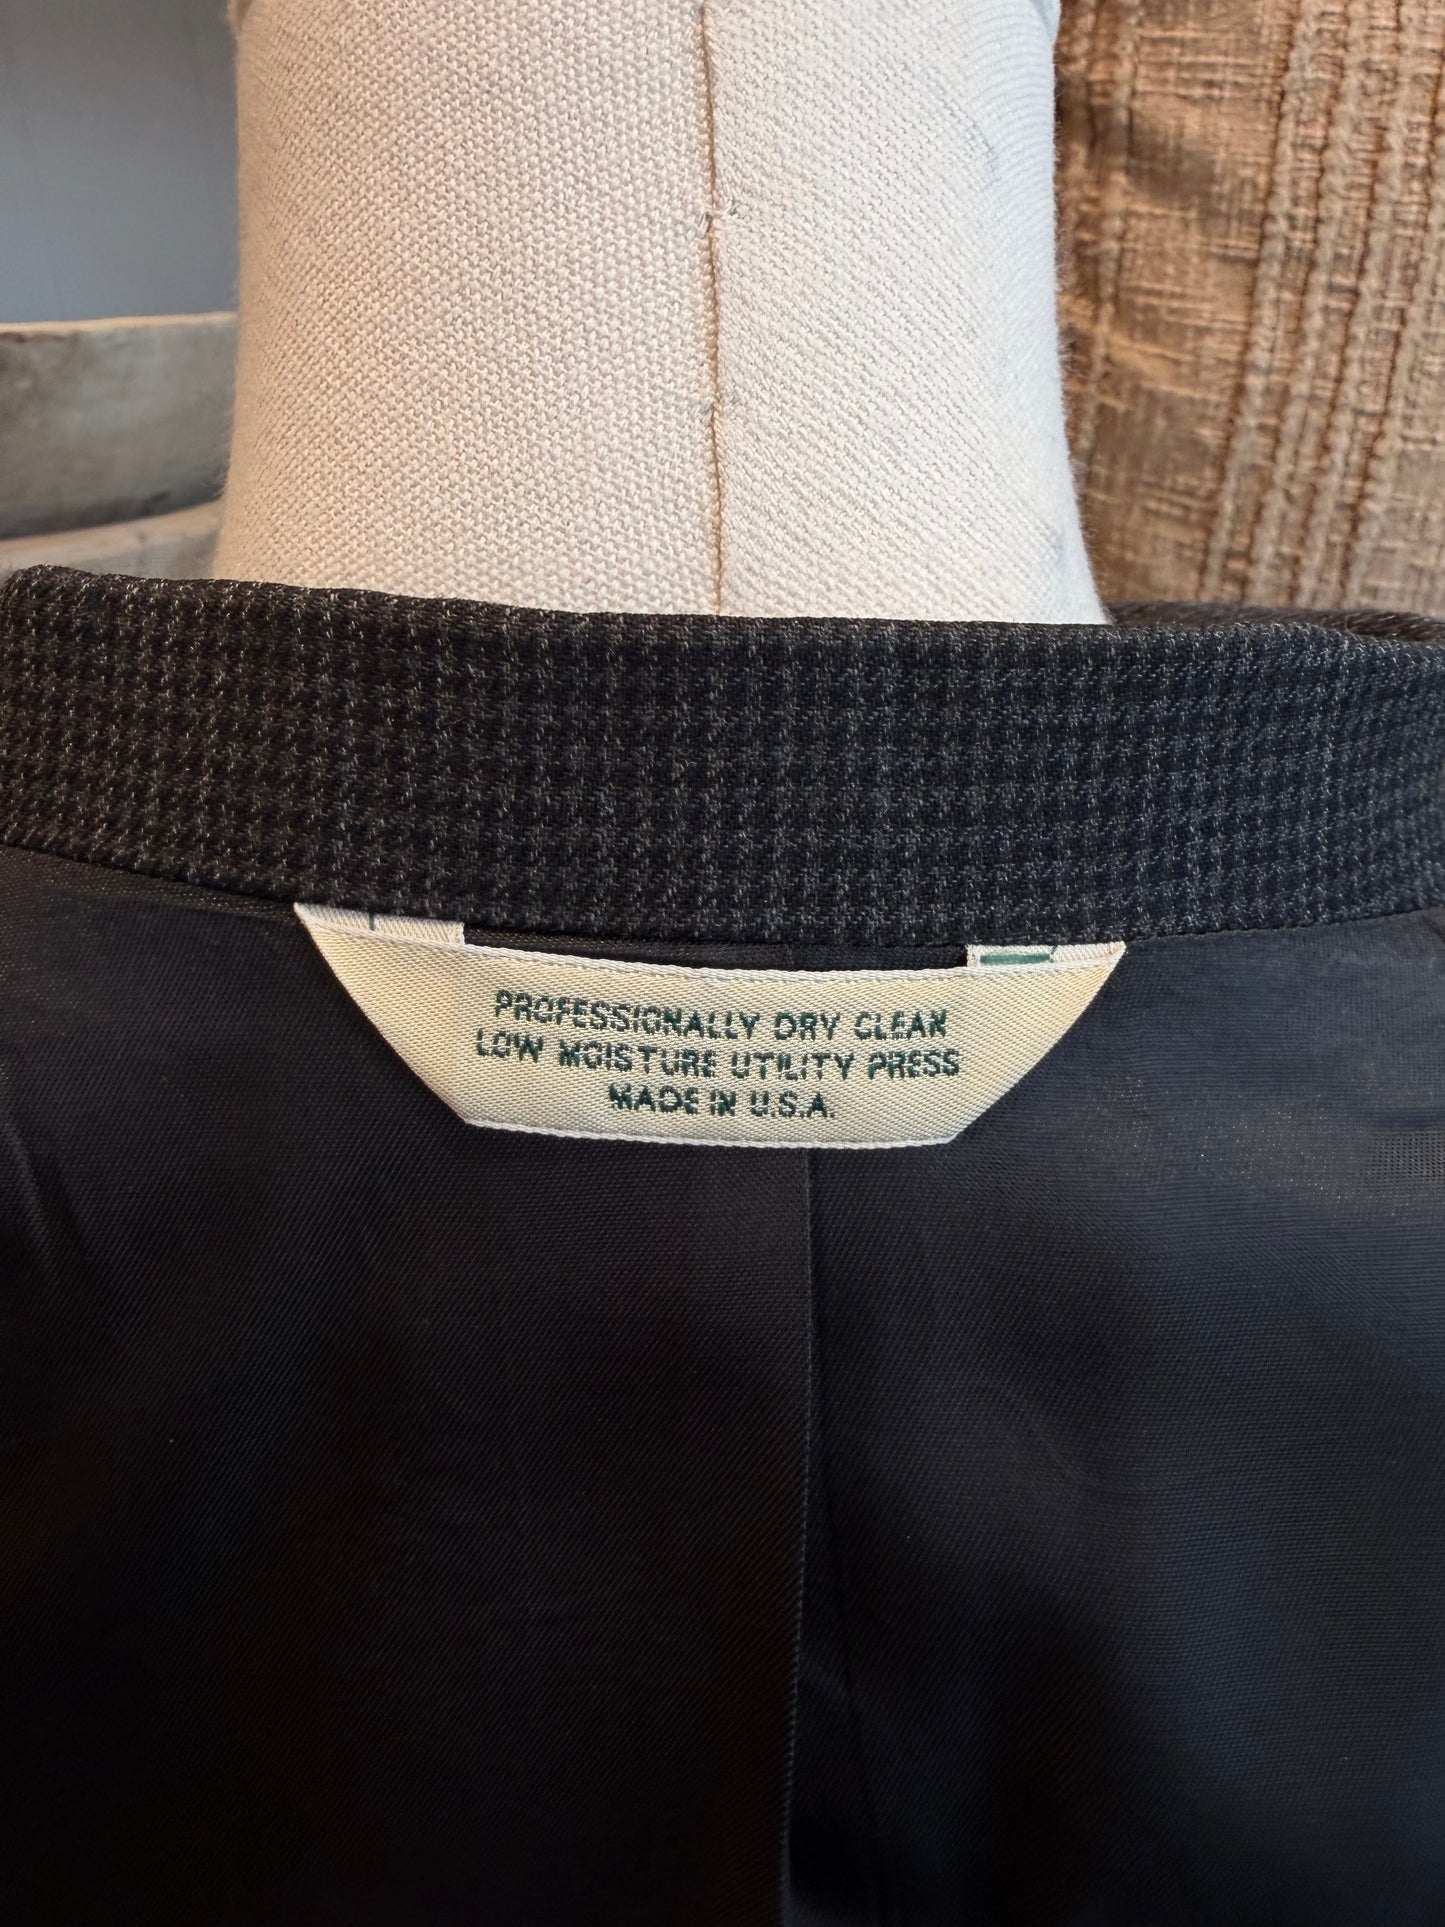 PROFESSIONALLY DRY CLEAN
LOW MOISTURE UTILITY PRESS
MADE IN U.S.A.